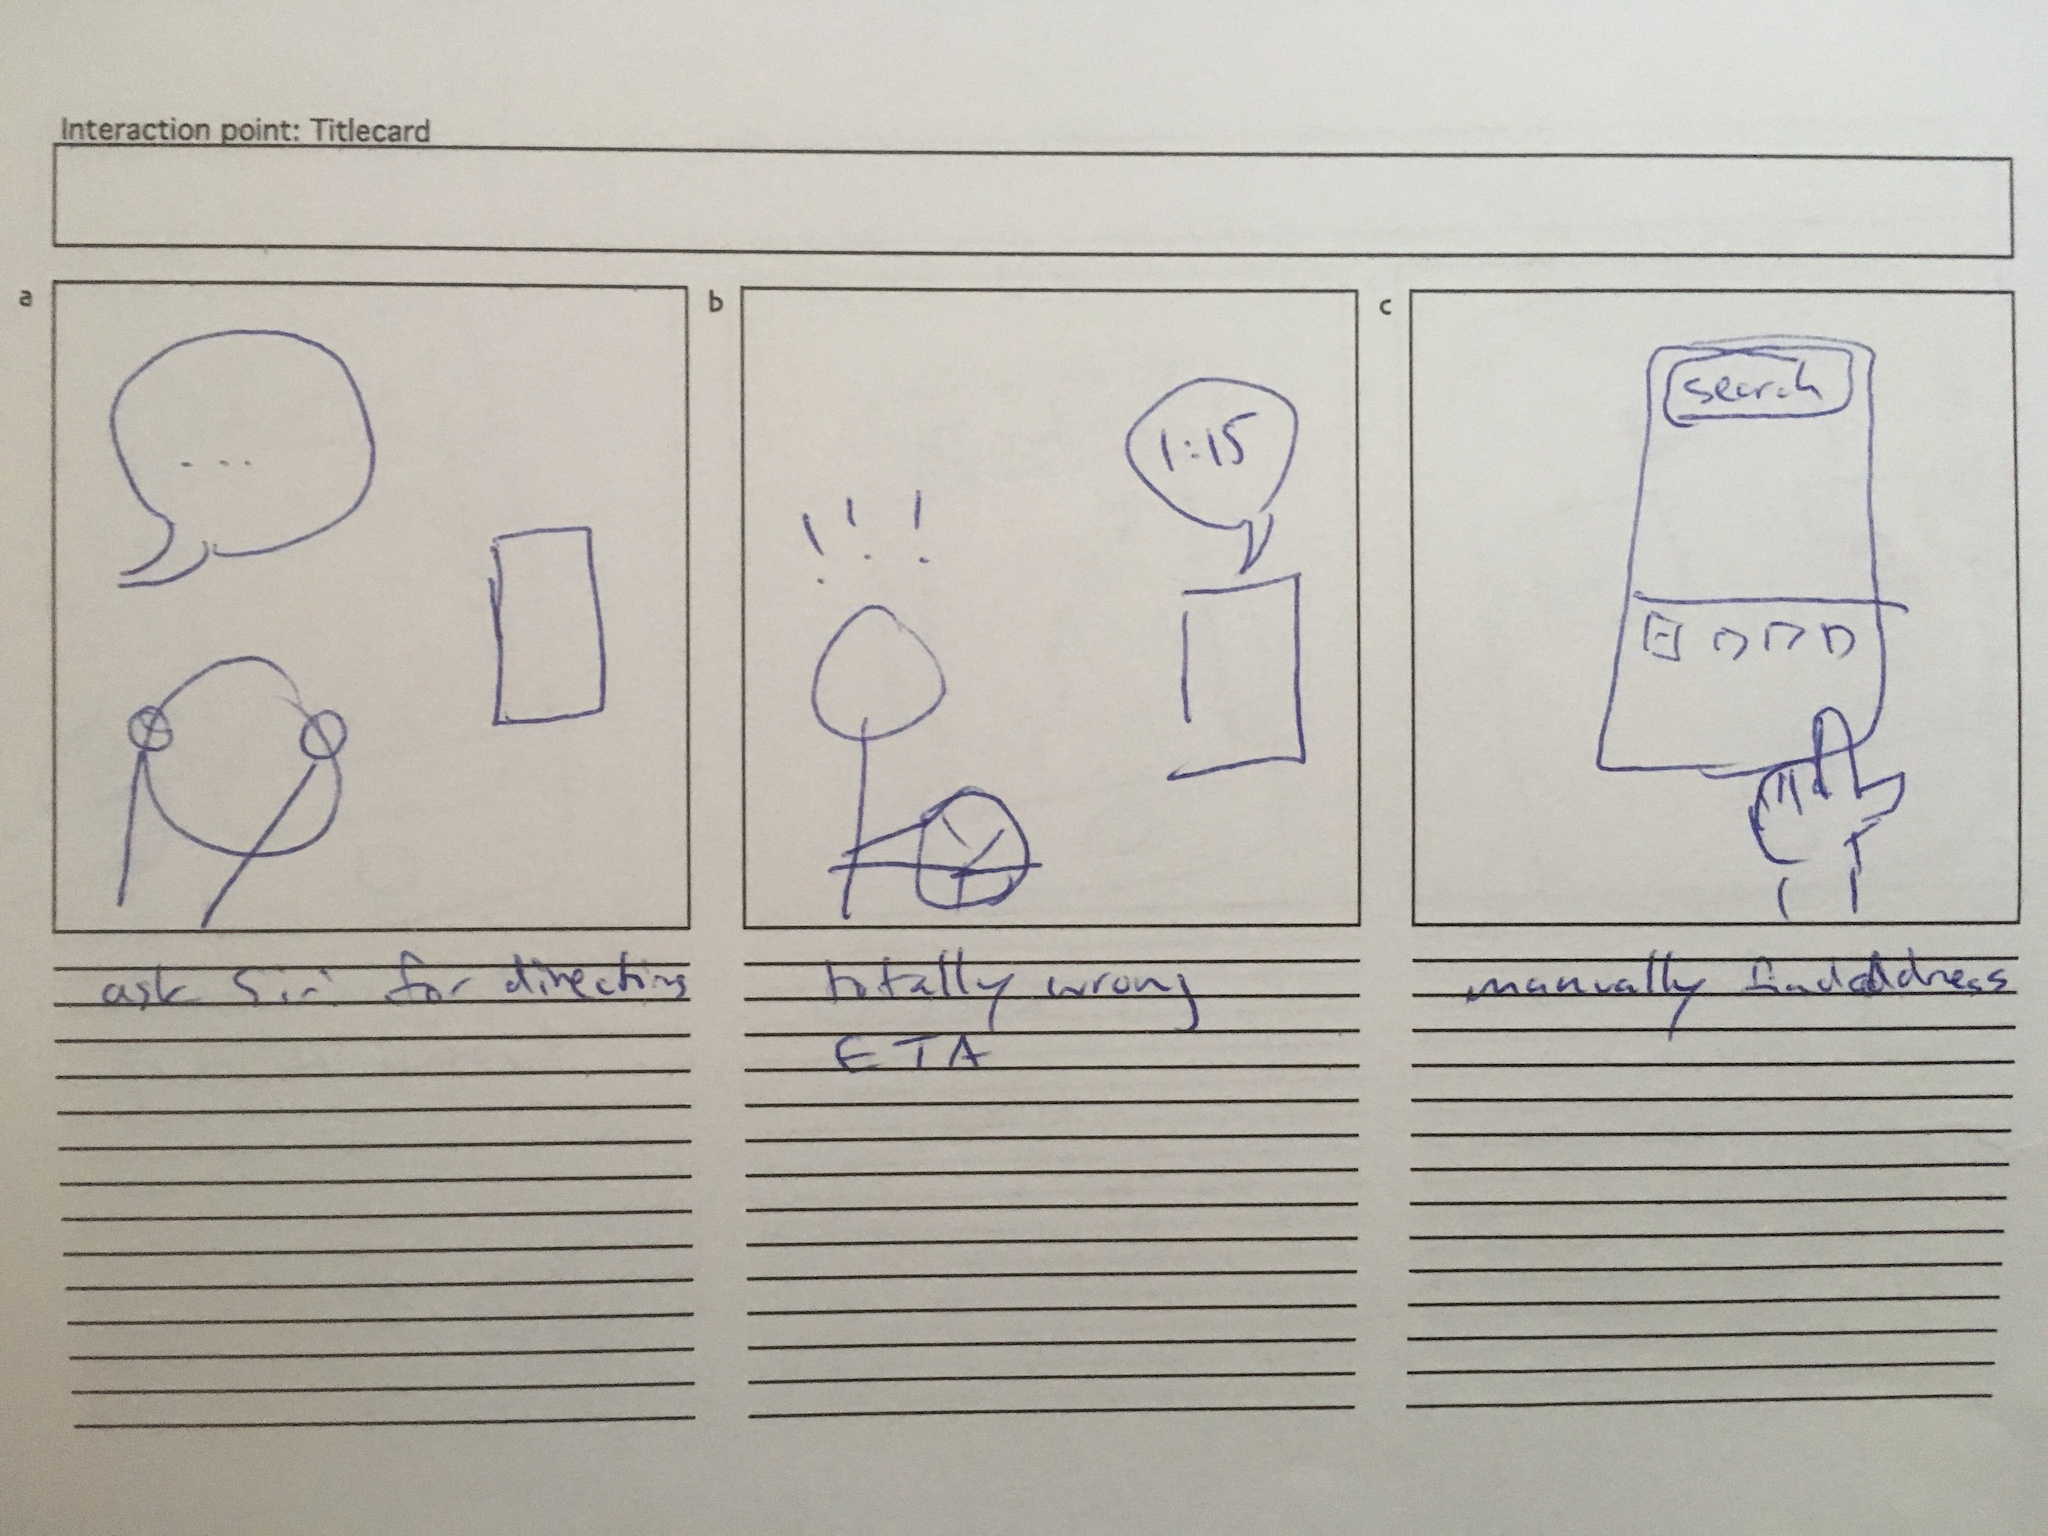 Interaction point: Titlecard
a
b
c
...
! ! !
1:15
search
ask Siri for directions
totally wrong
ETA
manually find address